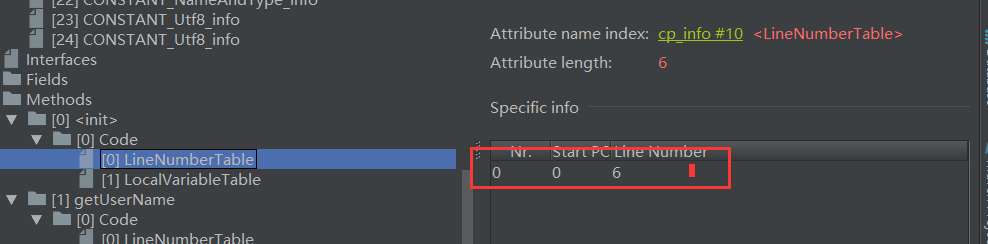 [22] CONSTANT_NameAndType_info
[23] CONSTANT_Utf8_info
[24] CONSTANT_Utf8_info
Interfaces
Fields
Methods
[0] <init>
[0] Code
[0] LineNumberTable
[1] LocalVariableTable
[1] getUserName
[0] Code
[0] LineNumberTable
Attribute name index: cp_info #10 <LineNumberTable>
Attribute length: 6
Specific info
Nr. Start PC Line Number
0 0 6